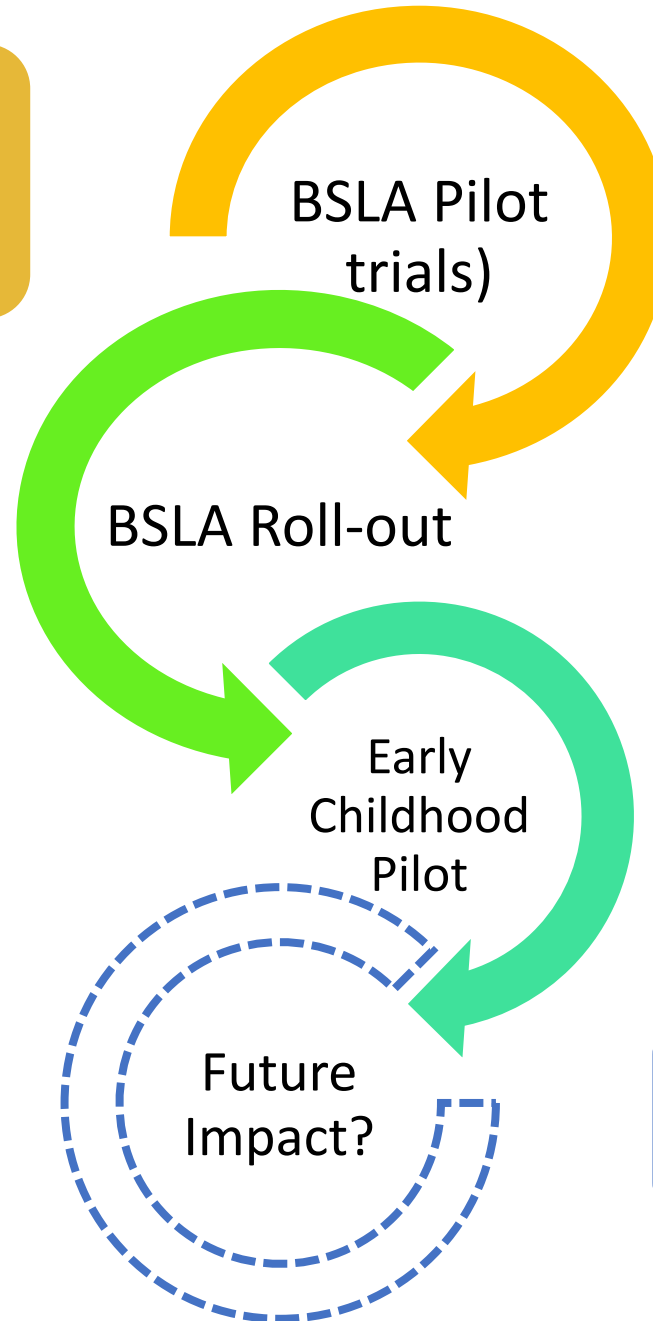 BSLA Pilot
trials)
BSLA Roll-out
Early
Childhood
Pilot
Future
Impact?